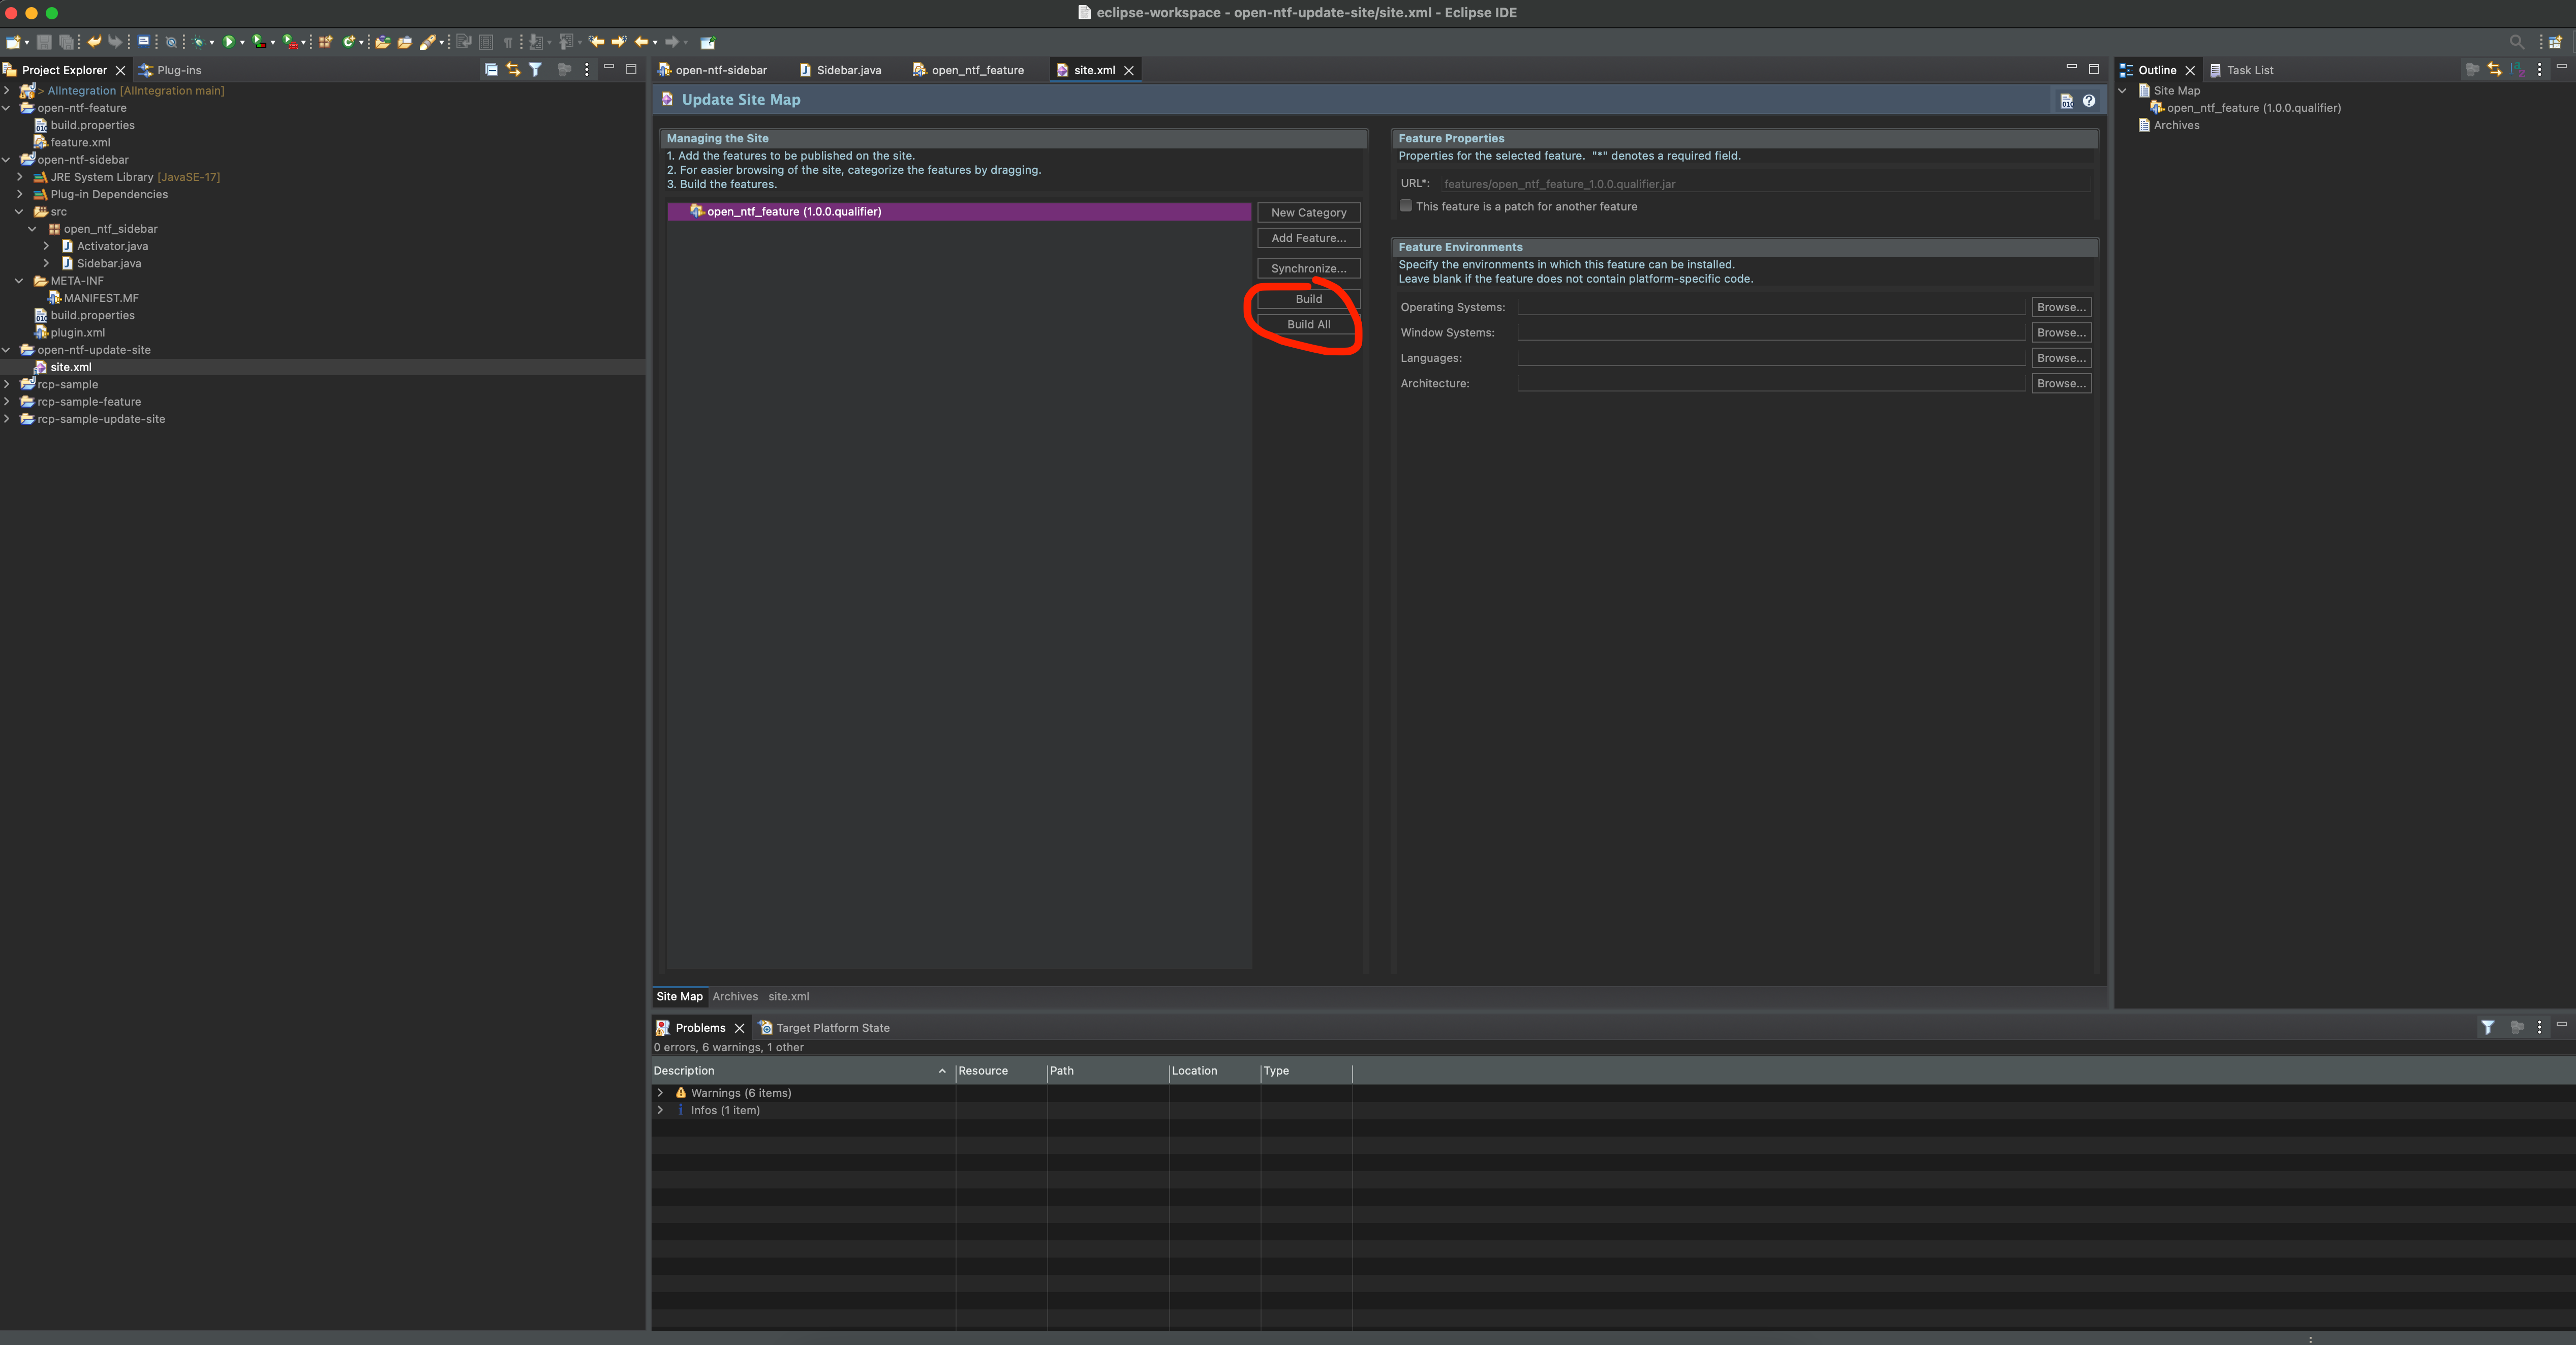 eclipse-workspace - open-ntf-update-site/site.xml - Eclipse IDE
Project Explorer
Plug-ins
> AIIntegration [AIIntegration main]
open-ntf-feature
build.properties
feature.xml
open-ntf-sidebar
JRE System Library [JavaSE-17]
Plug-in Dependencies
src
open_ntf_sidebar
Activator.java
Sidebar.java
META-INF
MANIFEST.MF
build.properties
plugin.xml
open-ntf-update-site
site.xml
rcp-sample
rcp-sample-feature
rcp-sample-update-site
open-ntf-sidebar
Sidebar.java
open_ntf_feature
site.xml
Update Site Map
Managing the Site
1. Add the features to be published on the site.
2. For easier browsing of the site, categorize the features by dragging.
3. Build the features.
open_ntf_feature (1.0.0.qualifier)
New Category
Add Feature...
Synchronize...
Build
Build All
Feature Properties
Properties for the selected feature. "*" denotes a required field.
URL*: features/open_ntf_feature_1.0.0.qualifier.jar
This feature is a patch for another feature
Feature Environments
Specify the environments in which this feature can be installed.
Leave blank if the feature does not contain platform-specific code.
Operating Systems: Browse...
Window Systems: Browse...
Languages: Browse...
Architecture: Browse...
Site Map Archives site.xml
Outline
Task List
Site Map
open_ntf_feature (1.0.0.qualifier)
Archives
Problems
Target Platform State
0 errors, 6 warnings, 1 other
Description Resource Path Location Type
Warnings (6 items)
Infos (1 item)